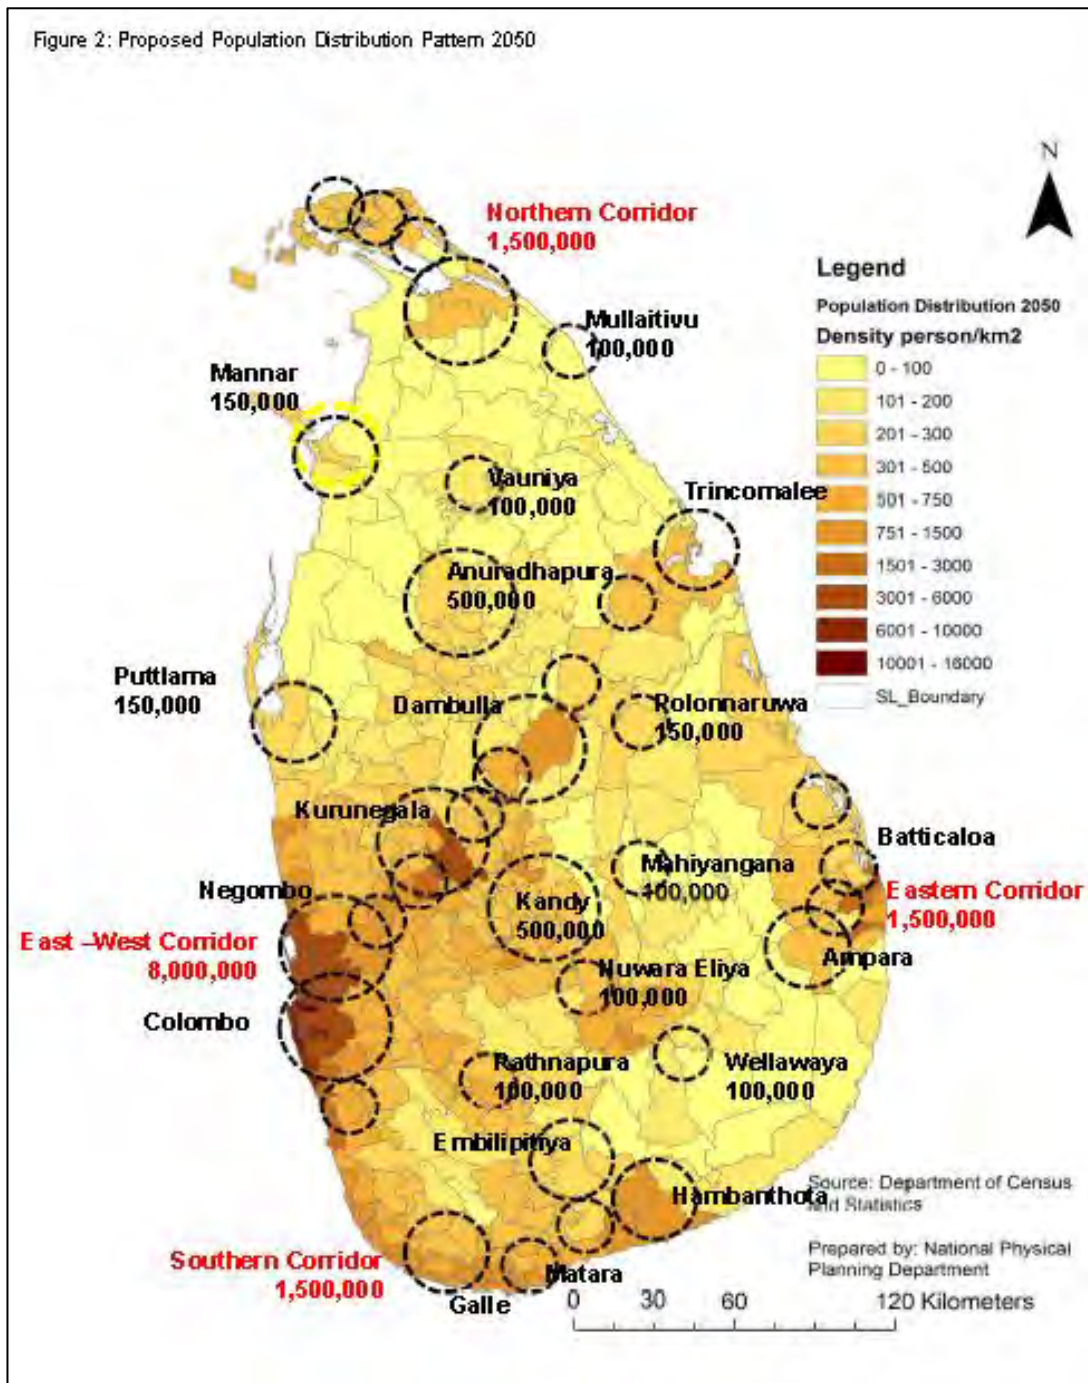 Figure 2: Proposed Population Distribution Pattern 2050
N
Northern Corridor
1,500,000
Legend
Population Distribution 2050
Density person/km2
0 - 100
101 - 200
201 - 300
301 - 500
501 - 750
751 - 1500
1501 - 3000
3001 - 6000
6001 - 10000
10001 - 16000
SL_Boundary
Mullaitivu
100,000
Mannar
150,000
Vauniya
100,000
Trincomalee
Anuradhapura
500,000
Puttlama
150,000
Dambulla
Rolonnaruwa
150,000
Kurunegala
Batticaloa
Mahiyangana
100,000
Negombo
Kandy
500,000
Eastern Corridor
1,500,000
East –West Corridor
8,000,000
Ampara
Nuwara Eliya
100,000
Colombo
Rathnapura
100,000
Wellawaya
100,000
Embilipitiya
Hambanthota
Source: Department of Census
and Statistics
Prepared by: National Physical
Planning Department
Southern Corridor
1,500,000
Matara
Galle
0 30 60 120 Kilometers